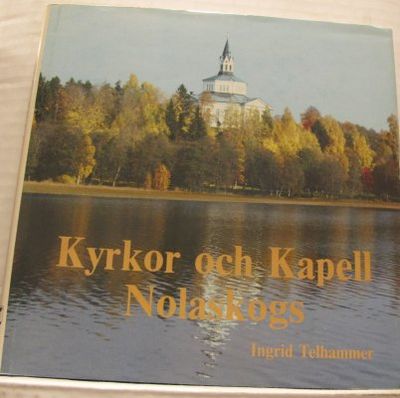 Kyrkor och Kapell
Nolaskogs
Ingrid Telhammer